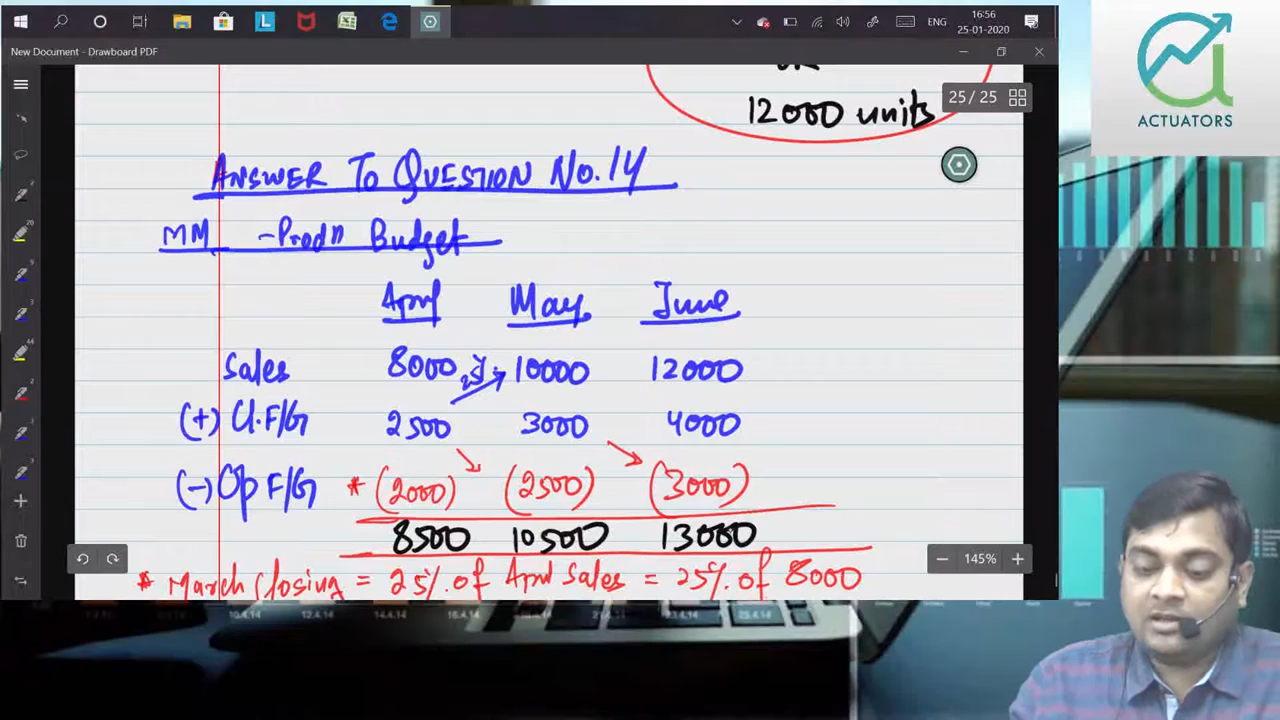 16:56
ENG
25-01-2020
New Document - Drawboard PDF
25 / 25
12000 units
ACTUATORS
ANSWER TO QUESTION NO. 14
MM - Prodn Budget
April May June
Sales 8000 25% 10000 12000
(+) Cl. F/G 2500 3000 4000
(-) Op F/G * (2000) (2500) (3000)
8500 10500 13000
145%
* March Closing = 25% of April Sales = 25% of 8000